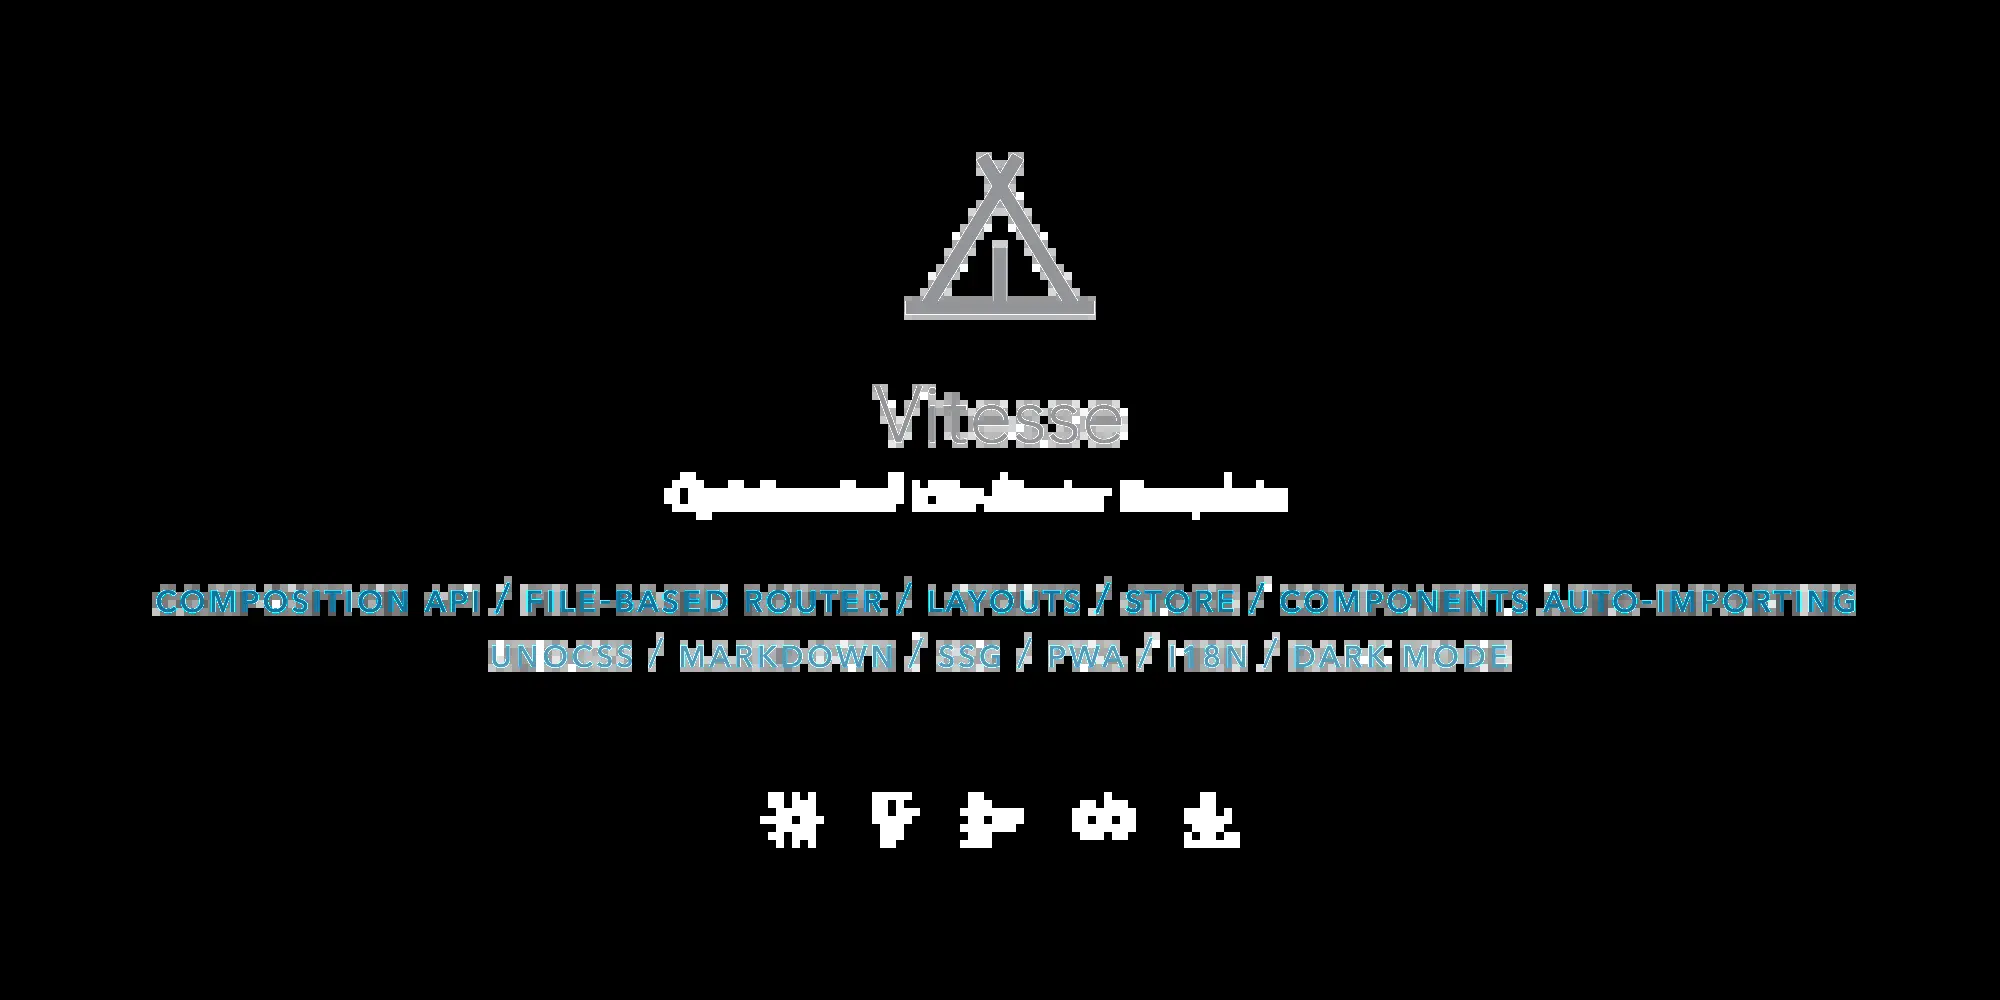 Vitesse
COMPOSITION API / FILE-BASED ROUTER / LAYOUTS / STORE / COMPONENTS AUTO-IMPORTING
UNOCSS / MARKDOWN / SSG / PWA / I18N / DARK MODE